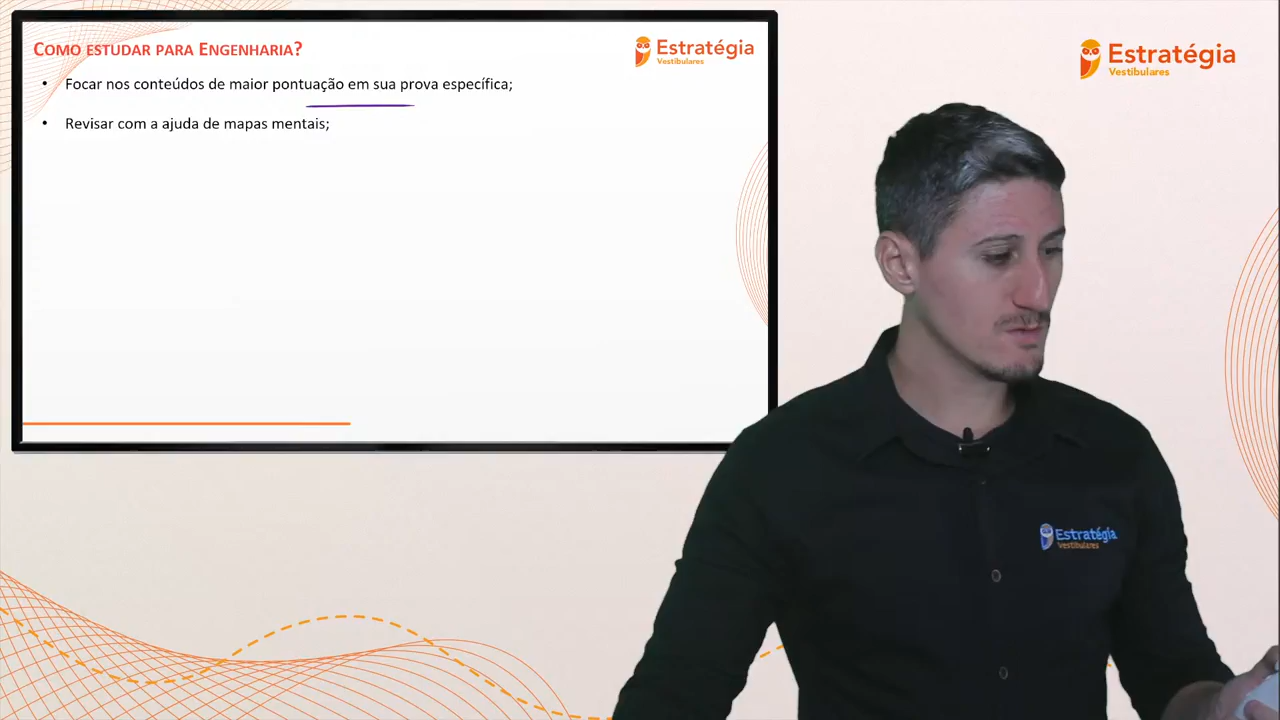 COMO ESTUDAR PARA ENGENHARIA?
Estratégia
Vestibulares
• Focar nos conteúdos de maior pontuação em sua prova específica;
• Revisar com a ajuda de mapas mentais;
Estratégia
Vestibulares
Estratégia
Vestibulares